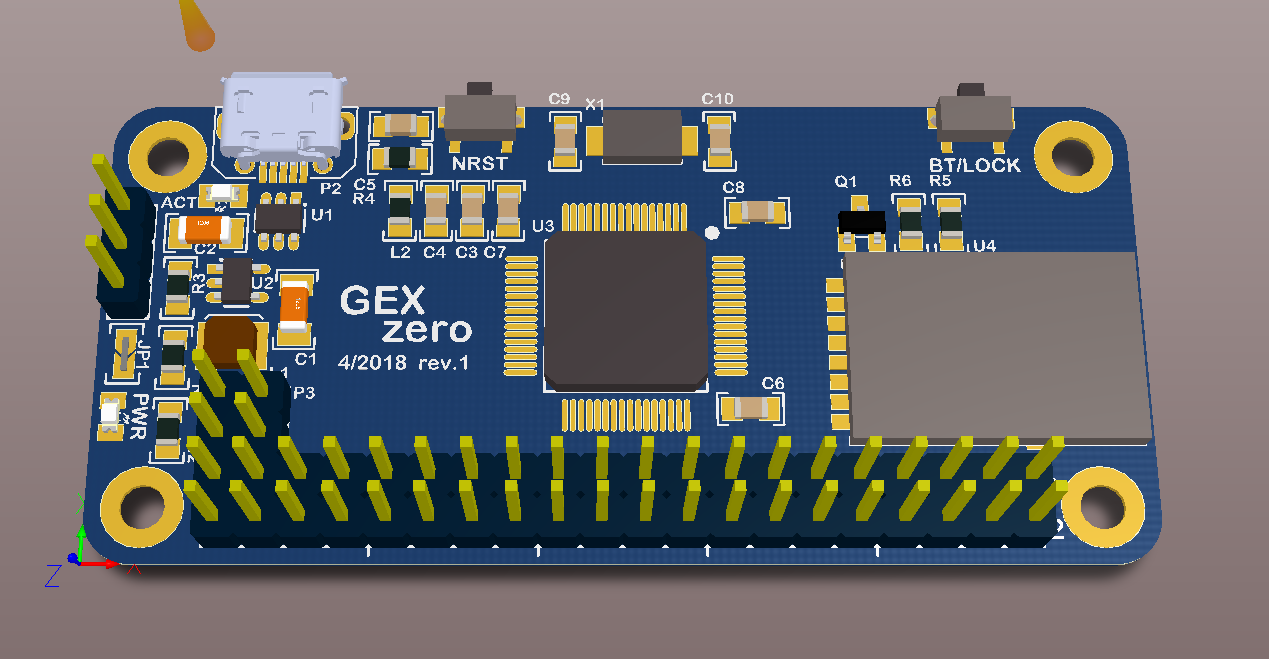 C9
X1
C10
NRST
BT/LOCK
P2
C5
R4
Q1
R6
R5
ACT
U1
C8
C2
L2
C4
C3
C7
U3
U4
R3
U2
GEX
zero
4/2018 rev.1
C1
JP1
L1
P3
C6
PWR
Z
X